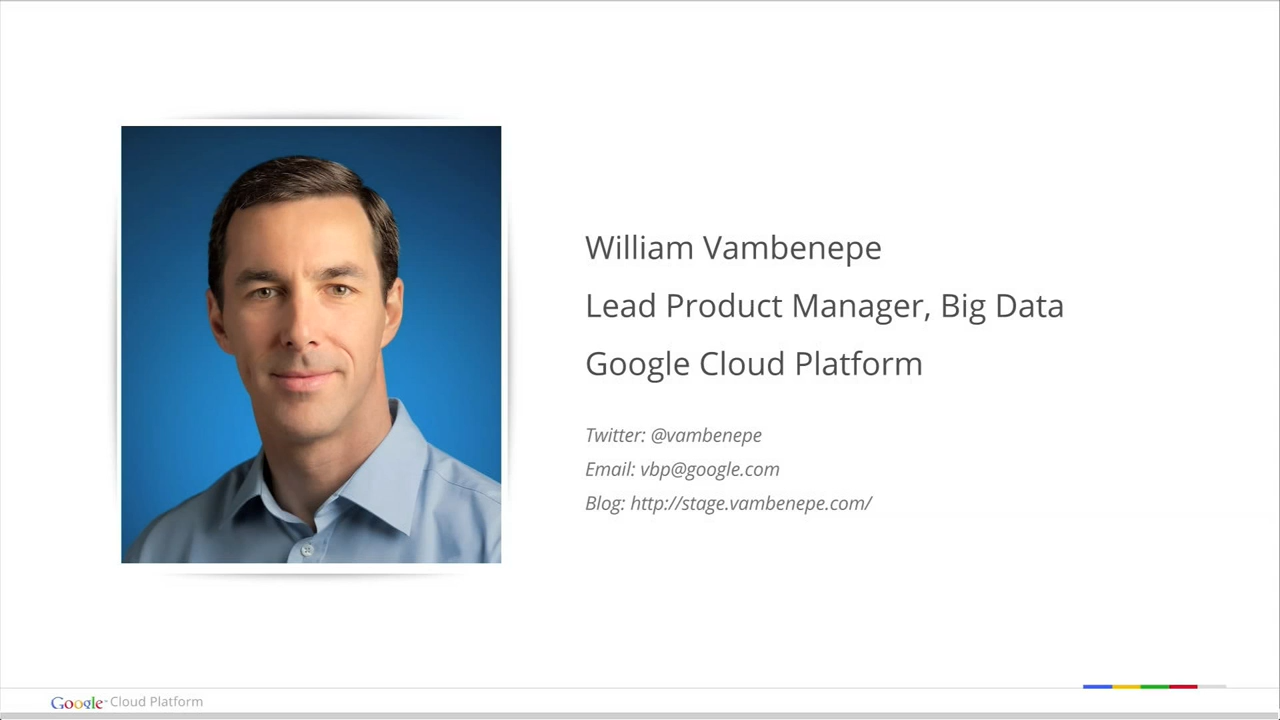 William Vambenepe
Lead Product Manager, Big Data
Google Cloud Platform
Twitter: @vambenepe
Email: vbp@google.com
Blog: http://stage.vambenepe.com/
Google Cloud Platform